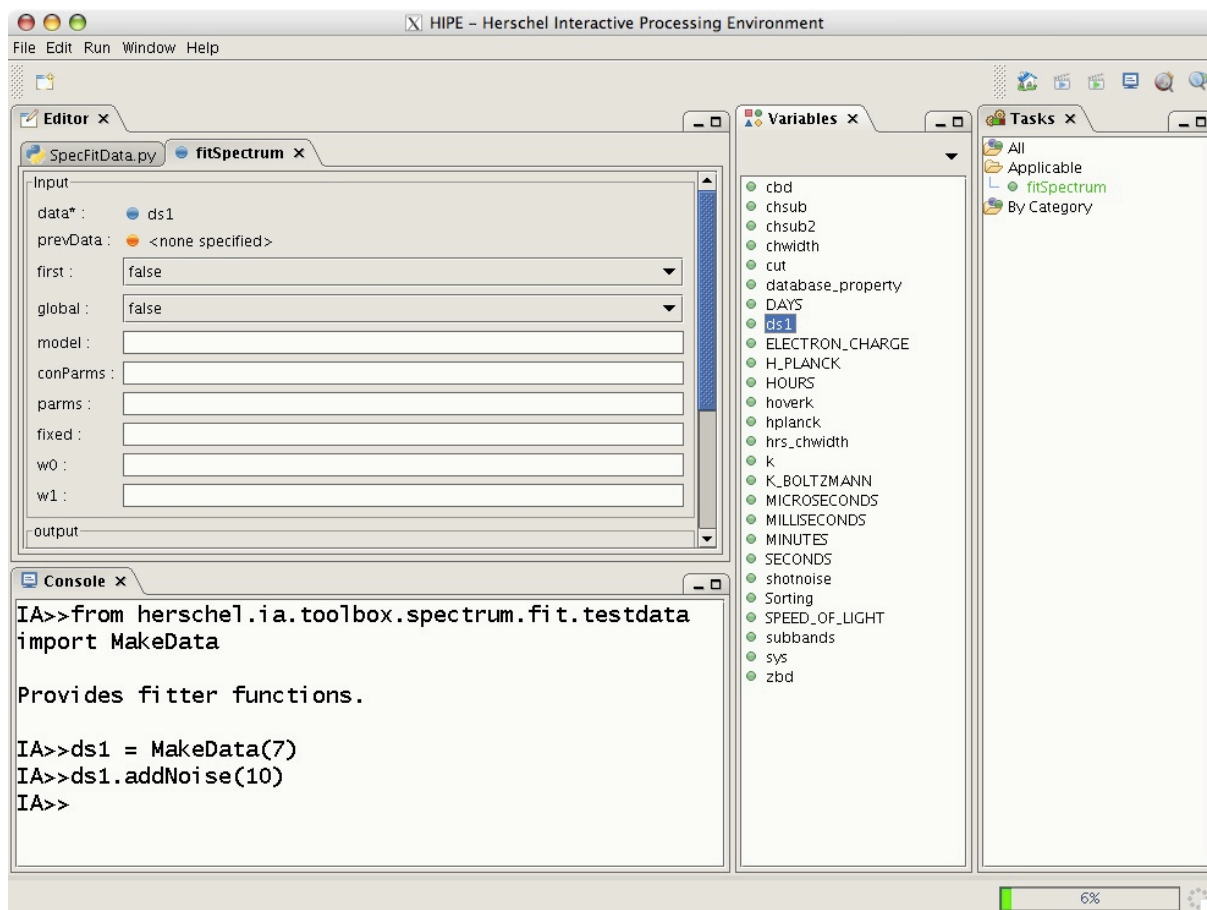 X HIPE – Herschel Interactive Processing Environment
File Edit Run Window Help
Editor X
SpecFitData.py
fitSpectrum X
Input
data* : ds1
prevData : <none specified>
first : false
global : false
model :
conParms :
parms :
fixed :
w0 :
w1 :
output
Console X
IA>>from herschel.ia.toolbox.spectrum.fit.testdata
import MakeData
Provides fitter functions.
IA>>ds1 = MakeData(7)
IA>>ds1.addNoise(10)
IA>>
Variables X
cbd
chsub
chsub2
chwidth
cut
database_property
DAYS
ds1
ELECTRON_CHARGE
H_PLANCK
HOURS
hoverk
hplanck
hrs_chwidth
k
K_BOLTZMANN
MICROSECONDS
MILLISECONDS
MINUTES
SECONDS
shotnoise
Sorting
SPEED_OF_LIGHT
subbands
sys
zbd
Tasks X
All
Applicable
fitSpectrum
By Category
6%